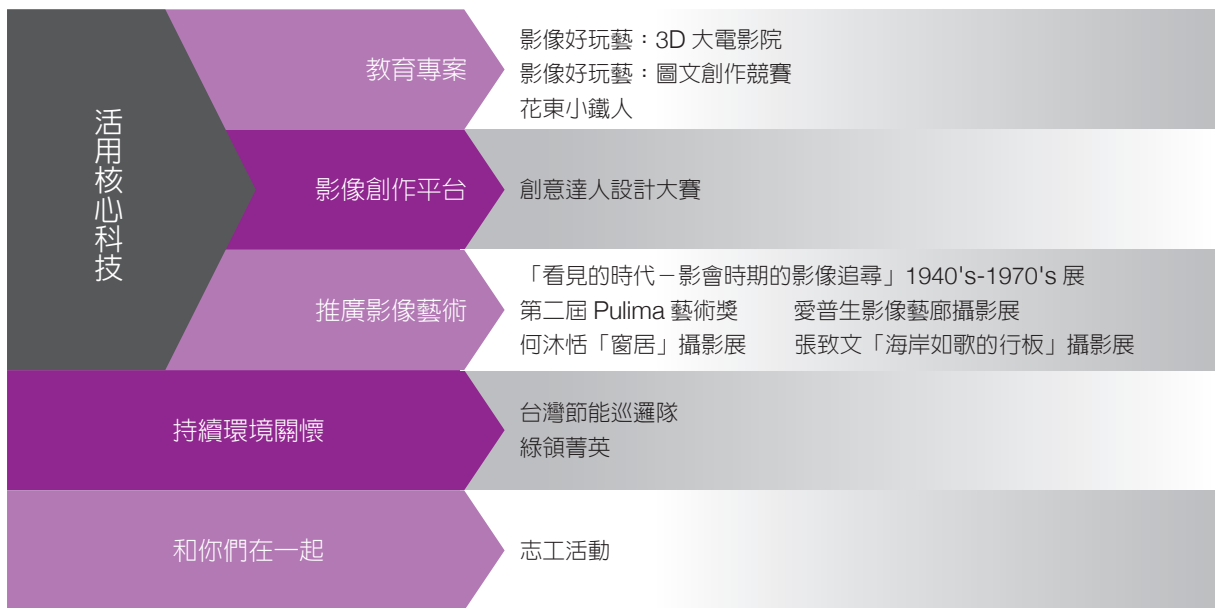 活用核心科技
教育專案
影像好玩藝：3D 大電影院
影像好玩藝：圖文創作競賽
花東小鐵人
影像創作平台
創意達人設計大賽
推廣影像藝術
「看見的時代－影會時期的影像追尋」1940's-1970's 展
第二屆 Pulima 藝術獎 愛普生影像藝廊攝影展
何沐恬「窗居」攝影展 張致文「海岸如歌的行板」攝影展
持續環境關懷
台灣節能巡邏隊
綠領菁英
和你們在一起
志工活動